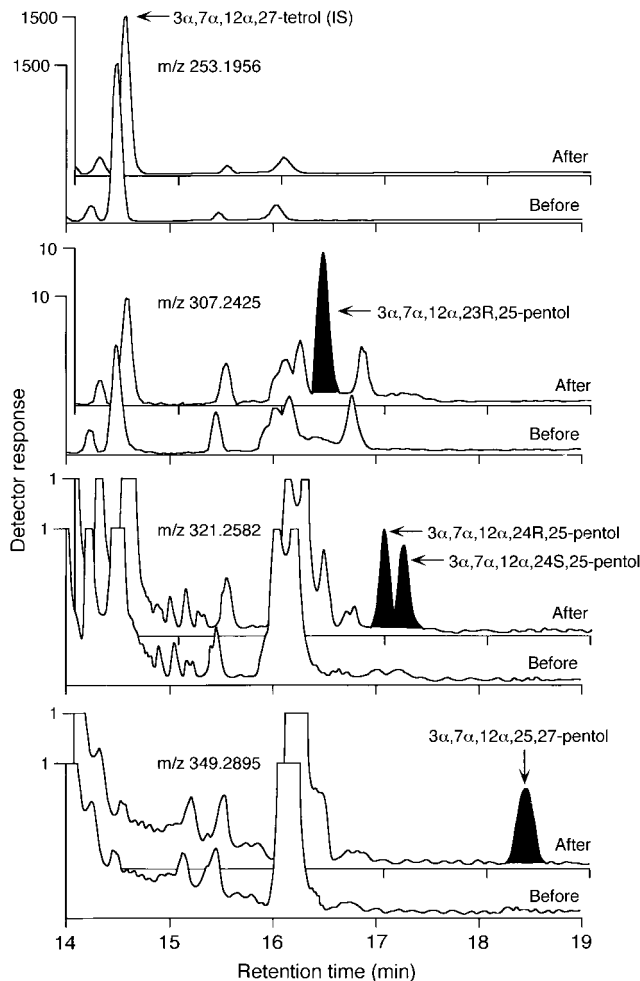 1500
3α,7α,12α,27-tetrol (IS)
1500
m/z 253.1956
After
Before
10
m/z 307.2425
10
3α,7α,12α,23R,25-pentol
After
Before
Detector response
1
m/z 321.2582
3α,7α,12α,24R,25-pentol
1
3α,7α,12α,24S,25-pentol
After
Before
1
3α,7α,12α,25,27-pentol
m/z 349.2895
1
After
Before
14 15 16 17 18 19
Retention time (min)